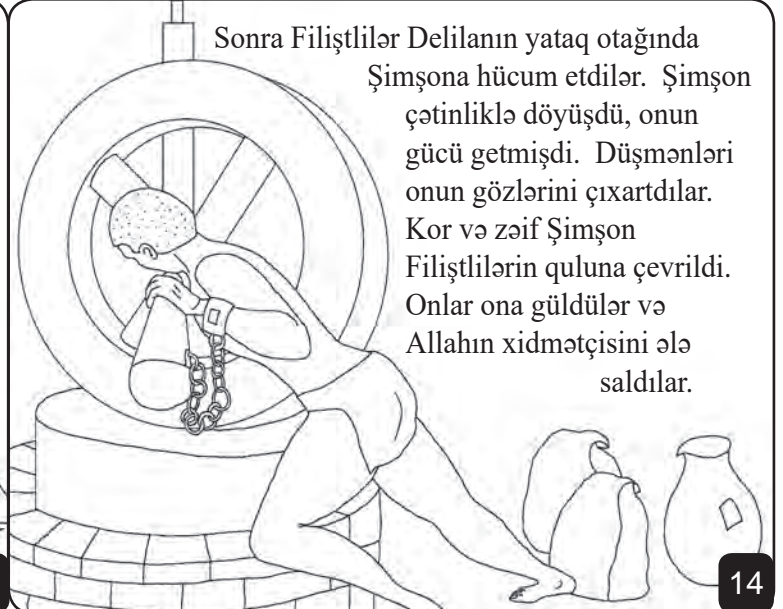 Sonra Filiştlilər Delilanın yataq otağında
Şimşona hücum etdilər. Şimşon
çətinliklə döyüşdü, onun
gücü getmişdi. Düşmənləri
onun gözlərini çıxartdılar.
Kor və zəif Şimşon
Filiştlilərin quluna çevrildi.
Onlar ona güldülər və
Allahın xidmətçisini ələ
saldılar.
14